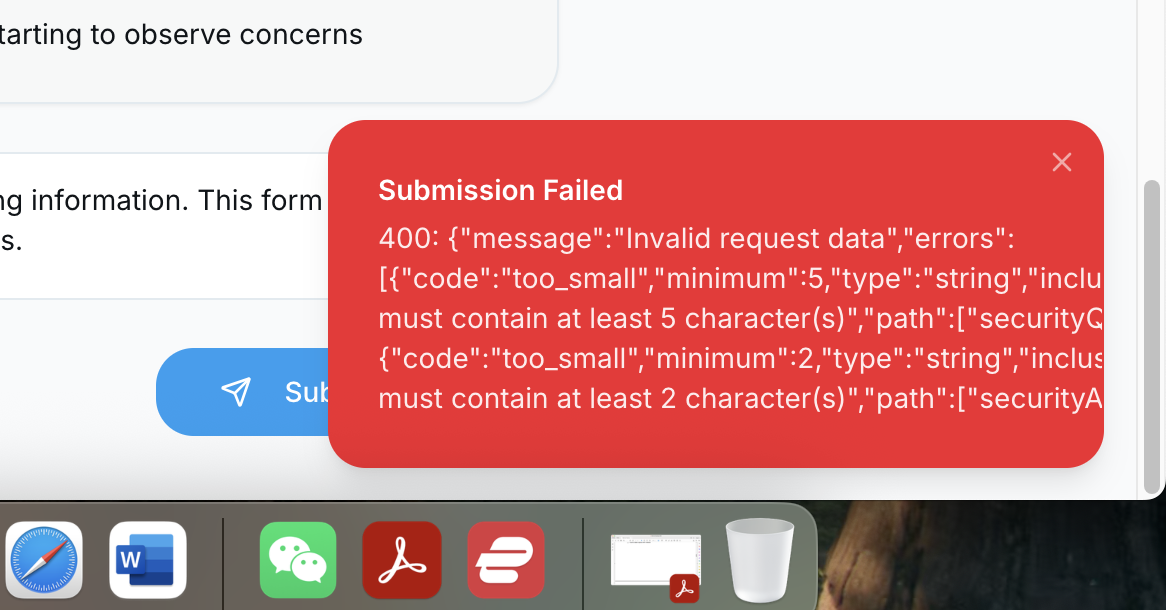 tarting to observe concerns
ng information. This form
s.
Submission Failed
400: {"message":"Invalid request data","errors":
[{"code":"too_small","minimum":5,"type":"string","inclu
must contain at least 5 character(s)","path":["securityQ
{"code":"too_small","minimum":2,"type":"string","inclus
must contain at least 2 character(s)","path":["securityA
Sub
W